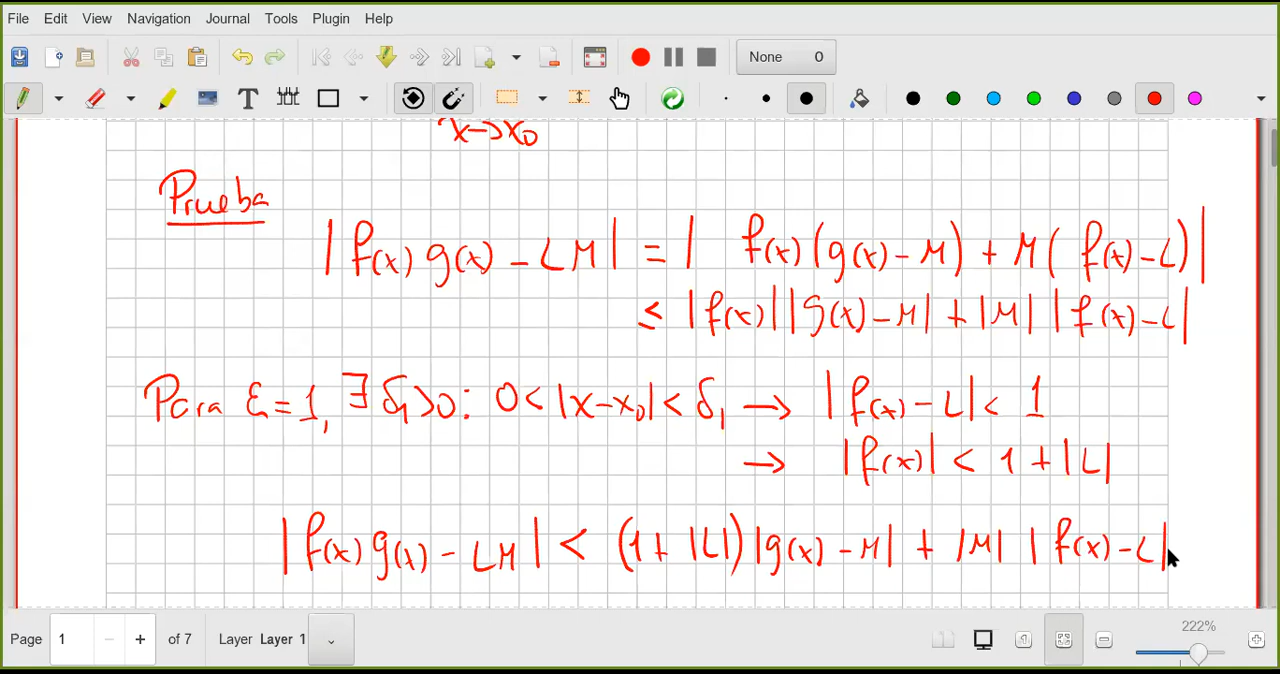 File Edit View Navigation Journal Tools Plugin Help
None 0
x→x₀
Prueba
|f(x)g(x) - LM| = | f(x)(g(x) - M) + M(f(x) - L)|
≤ |f(x)||g(x) - M| + |M||f(x) - L|
Para ε₁ = 1, ∃ δ₁ > 0 : 0 < |x - x₀| < δ₁ → |f(x) - L| < 1
→ |f(x)| < 1 + |L|
|f(x)g(x) - LM| < (1 + |L|)|g(x) - M| + |M||f(x) - L|
Page 1 of 7 Layer Layer 1 222%